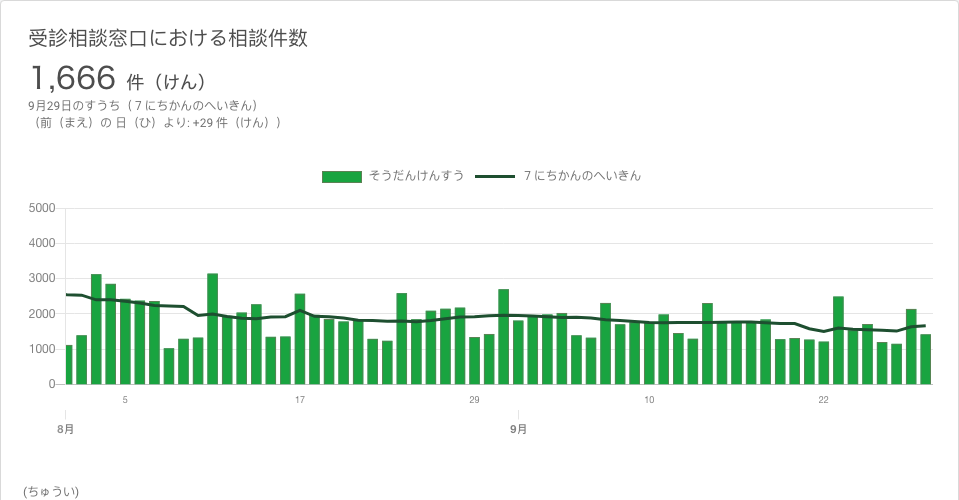 受診相談窓口における相談件数
1,666 件（けん）
9月29日のすうち（７にちかんのへいきん）
（前（まえ）の 日（ひ）より: +29 件（けん））
そうだんけんすう ７にちかんのへいきん
5000
4000
3000
2000
1000
0
5 17 29 10 22
8月 9月
(ちゅうい)